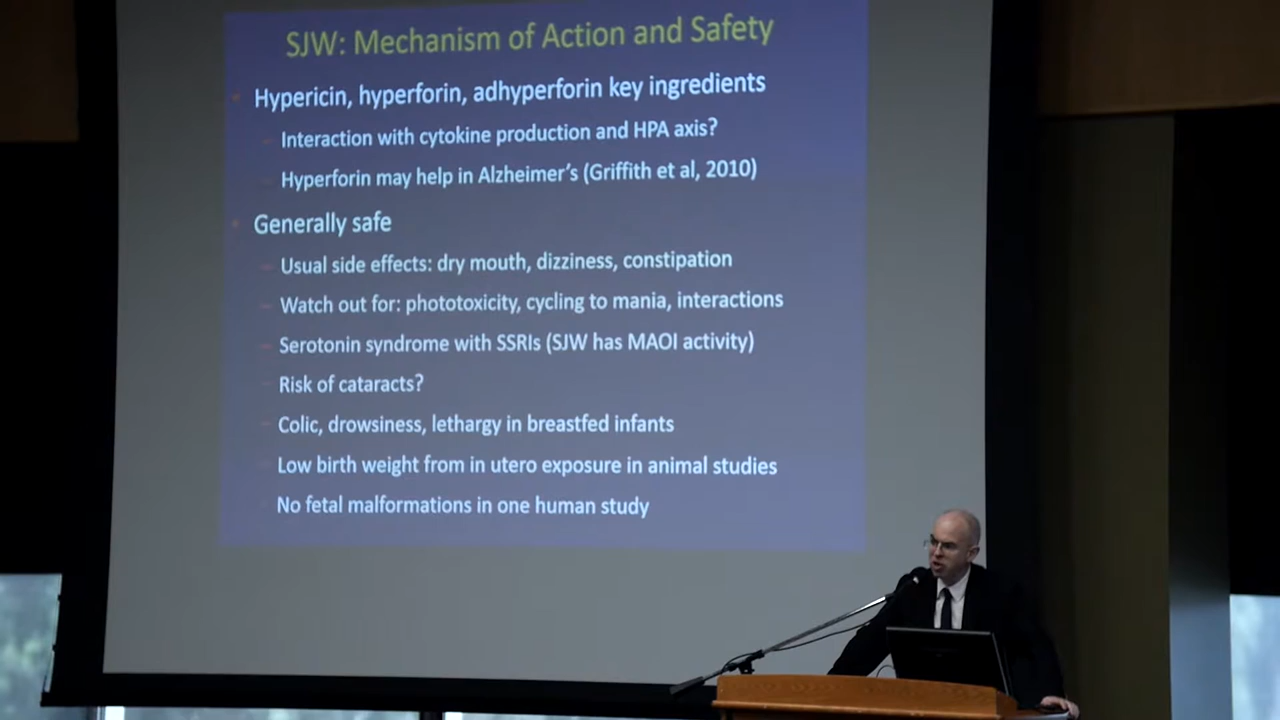 SJW: Mechanism of Action and Safety
Hypericin, hyperforin, adhyperforin key ingredients
Interaction with cytokine production and HPA axis?
Hyperforin may help in Alzheimer's (Griffith et al, 2010)
Generally safe
Usual side effects: dry mouth, dizziness, constipation
Watch out for: phototoxicity, cycling to mania, interactions
Serotonin syndrome with SSRIs (SJW has MAOI activity)
Risk of cataracts?
Colic, drowsiness, lethargy in breastfed infants
Low birth weight from in utero exposure in animal studies
No fetal malformations in one human study